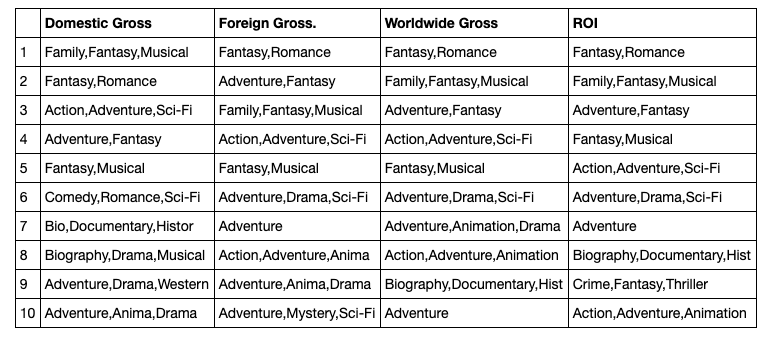 Domestic Gross Foreign Gross. Worldwide Gross ROI
1 Family,Fantasy,Musical Fantasy,Romance Fantasy,Romance Fantasy,Romance
2 Fantasy,Romance Adventure,Fantasy Family,Fantasy,Musical Family,Fantasy,Musical
3 Action,Adventure,Sci-Fi Family,Fantasy,Musical Adventure,Fantasy Adventure,Fantasy
4 Adventure,Fantasy Action,Adventure,Sci-Fi Action,Adventure,Sci-Fi Fantasy,Musical
5 Fantasy,Musical Fantasy,Musical Fantasy,Musical Action,Adventure,Sci-Fi
6 Comedy,Romance,Sci-Fi Adventure,Drama,Sci-Fi Adventure,Drama,Sci-Fi Adventure,Drama,Sci-Fi
7 Bio,Documentary,Histor Adventure Adventure,Animation,Drama Adventure
8 Biography,Drama,Musical Action,Adventure,Anima Action,Adventure,Animation Biography,Documentary,Hist
9 Adventure,Drama,Western Adventure,Anima,Drama Biography,Documentary,Hist Crime,Fantasy,Thriller
10 Adventure,Anima,Drama Adventure,Mystery,Sci-Fi Adventure Action,Adventure,Animation